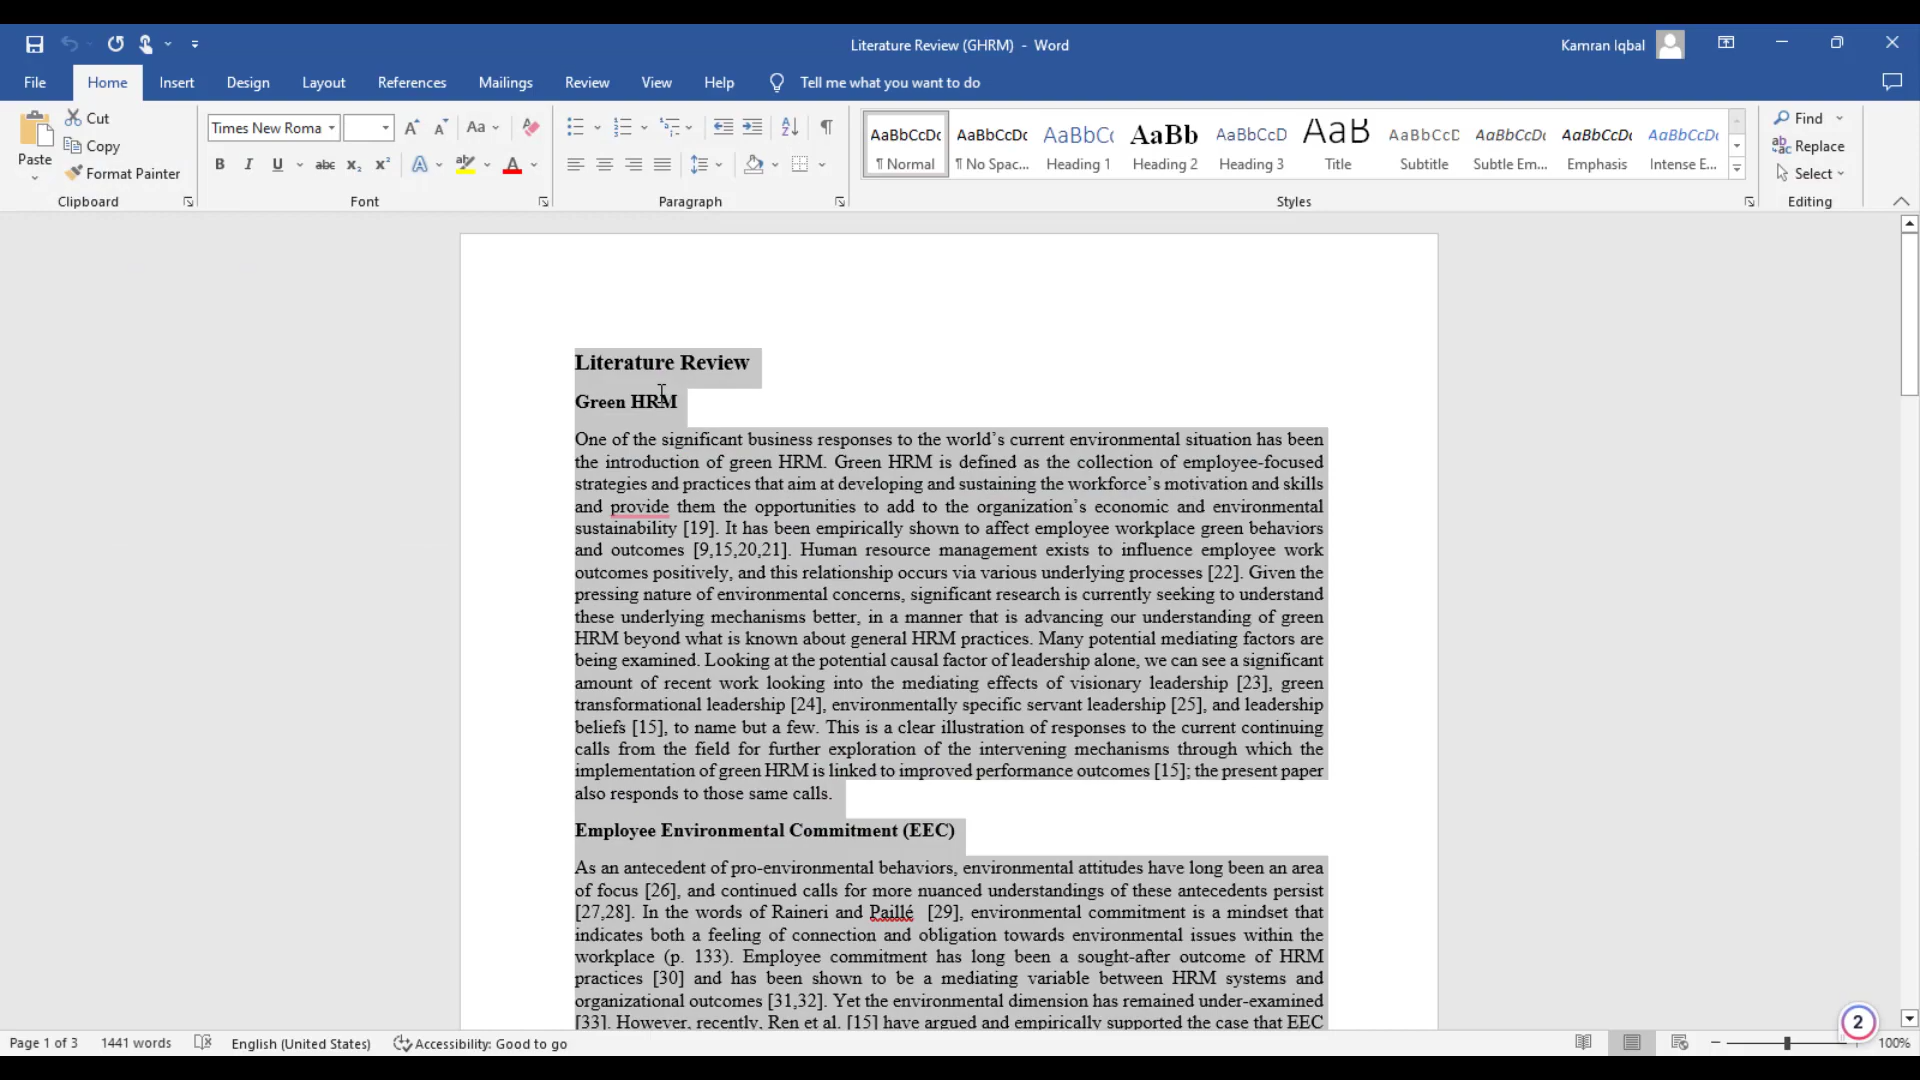 Literature Review (GHRM) - Word
Kamran Iqbal
File Home Insert Design Layout References Mailings Review View Help Tell me what you want to do
Paste
Cut
Copy
Format Painter
Clipboard
Times New Roma
Aa
B I U abc x₂ x² A A
Font
Paragraph
AaBbCcDc AaBbCcDc AaBbC( AaBb AaBbCcD AaB AaBbCcD AaBbCcDc AaBbCcDc AaBbCcDc
¶ Normal ¶ No Spac... Heading 1 Heading 2 Heading 3 Title Subtitle Subtle Em... Emphasis Intense E...
Styles
Find
Replace
Select
Editing
Literature Review
Green HRM
One of the significant business responses to the world’s current environmental situation has been
the introduction of green HRM. Green HRM is defined as the collection of employee-focused
strategies and practices that aim at developing and sustaining the workforce’s motivation and skills
and provide them the opportunities to add to the organization’s economic and environmental
sustainability [19]. It has been empirically shown to affect employee workplace green behaviors
and outcomes [9,15,20,21]. Human resource management exists to influence employee work
outcomes positively, and this relationship occurs via various underlying processes [22]. Given the
pressing nature of environmental concerns, significant research is currently seeking to understand
these underlying mechanisms better, in a manner that is advancing our understanding of green
HRM beyond what is known about general HRM practices. Many potential mediating factors are
being examined. Looking at the potential causal factor of leadership alone, we can see a significant
amount of recent work looking into the mediating effects of visionary leadership [23], green
transformational leadership [24], environmentally specific servant leadership [25], and leadership
beliefs [15], to name but a few. This is a clear illustration of responses to the current continuing
calls from the field for further exploration of the intervening mechanisms through which the
implementation of green HRM is linked to improved performance outcomes [15]; the present paper
also responds to those same calls.
Employee Environmental Commitment (EEC)
As an antecedent of pro-environmental behaviors, environmental attitudes have long been an area
of focus [26], and continued calls for more nuanced understandings of these antecedents persist
[27,28]. In the words of Raineri and Paillé [29], environmental commitment is a mindset that
indicates both a feeling of connection and obligation towards environmental issues within the
workplace (p. 133). Employee commitment has long been a sought-after outcome of HRM
practices [30] and has been shown to be a mediating variable between HRM systems and
organizational outcomes [31,32]. Yet the environmental dimension has remained under-examined
[33]. However, recently, Ren et al. [15] have argued and empirically supported the case that EEC
2
Page 1 of 3 1441 words English (United States) Accessibility: Good to go 100%